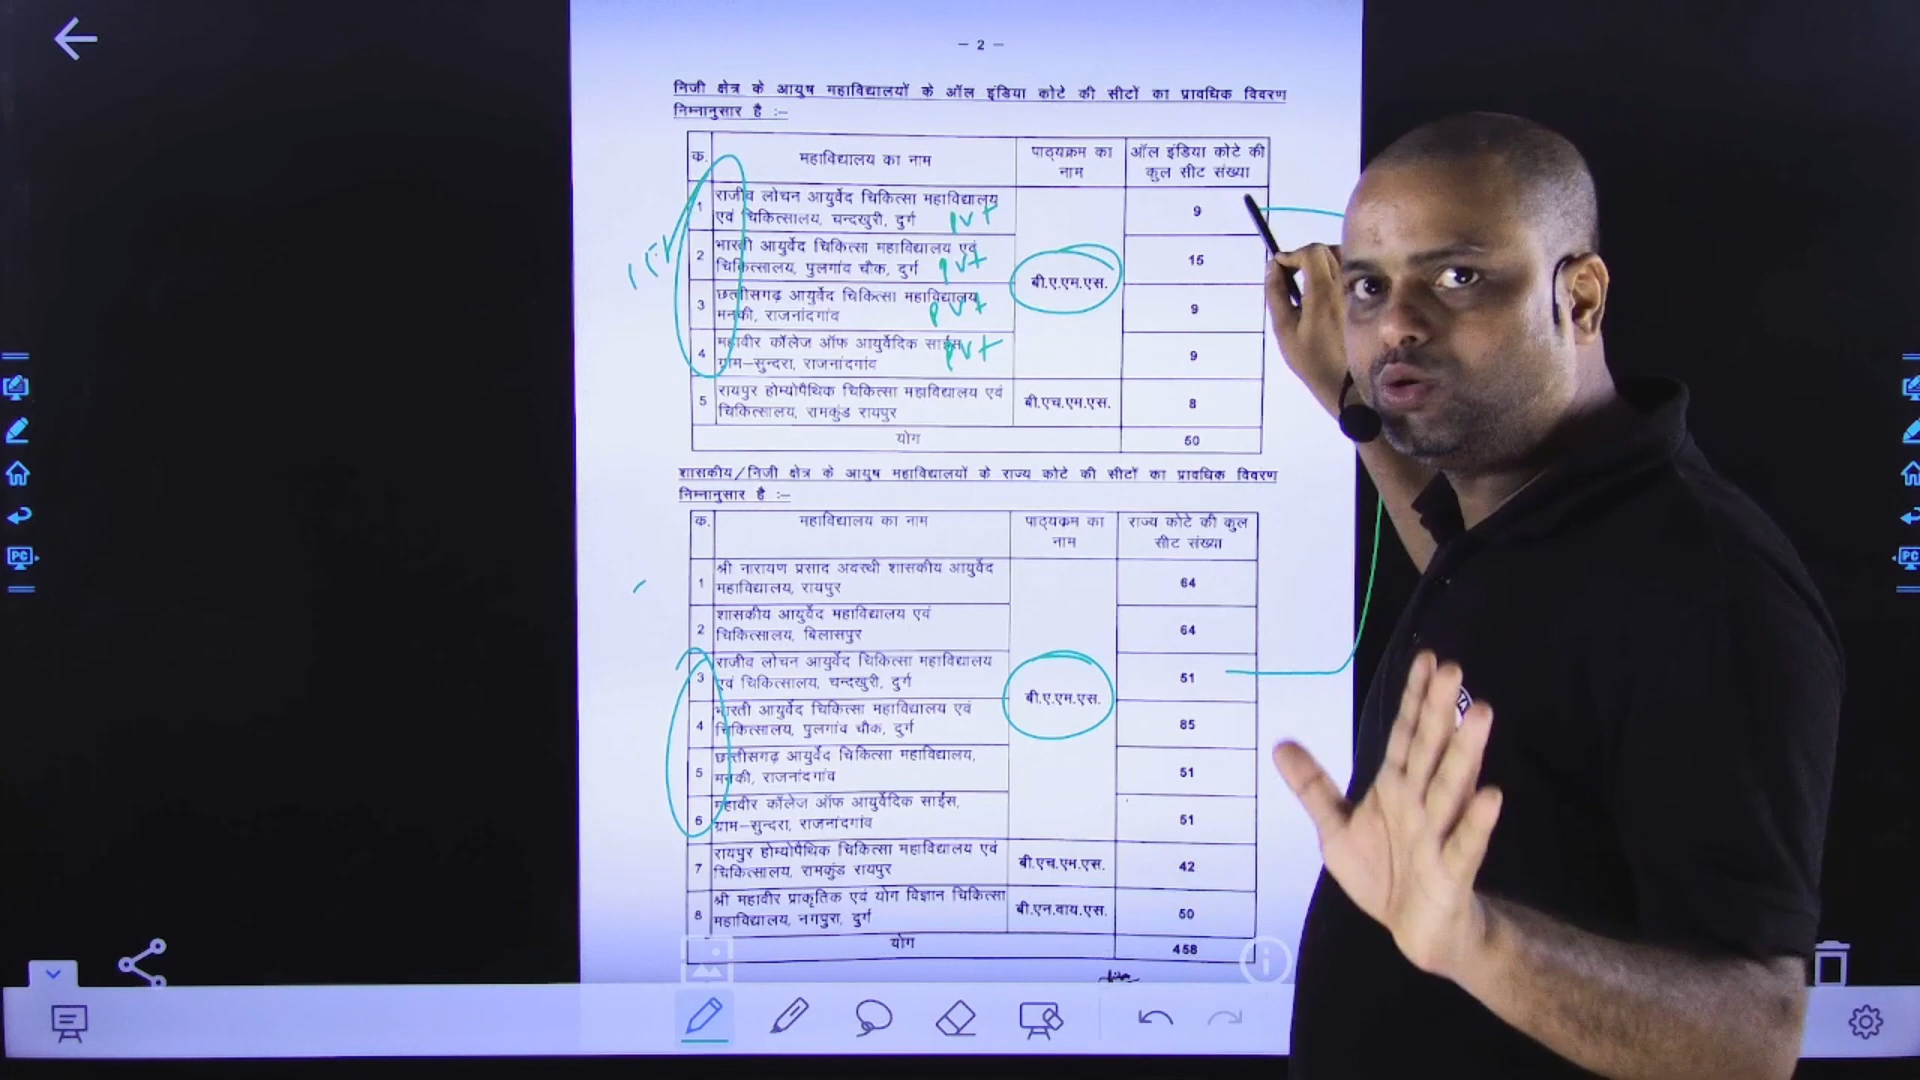 — 2 —
निजी क्षेत्र के आयुष महाविद्यालयों के ऑल इंडिया कोटे की सीटों का प्रावधिक विवरण
निम्नानुसार है :—
क. महाविद्यालय का नाम पाठ्यक्रम का नाम ऑल इंडिया कोटे की कुल सीट संख्या
1 राजीव लोचन आयुर्वेद चिकित्सा महाविद्यालय
एवं चिकित्सालय, चन्दखुरी, दुर्ग pvt 9
2 भारती आयुर्वेद चिकित्सा महाविद्यालय एवं
चिकित्सालय, पुलगांव चौक, दुर्ग pvt 15
बी.ए.एम.एस.
3 छत्तीसगढ़ आयुर्वेद चिकित्सा महाविद्यालय
मनकी, राजनांदगांव pvt 9
4 महावीर कॉलेज ऑफ आयुर्वेदिक साईंस
ग्राम—सुन्दरा, राजनांदगांव pvt 9
5 रायपुर होम्योपैथिक चिकित्सा महाविद्यालय एवं
चिकित्सालय, रामकुंड रायपुर बी.एच.एम.एस. 8
योग 50
शासकीय/निजी क्षेत्र के आयुष महाविद्यालयों के राज्य कोटे की सीटों का प्रावधिक विवरण
निम्नानुसार है :—
क. महाविद्यालय का नाम पाठ्यक्रम का नाम राज्य कोटे की कुल सीट संख्या
1 श्री नारायण प्रसाद अवस्थी शासकीय आयुर्वेद
महाविद्यालय, रायपुर 64
2 शासकीय आयुर्वेद महाविद्यालय एवं
चिकित्सालय, बिलासपुर 64
3 राजीव लोचन आयुर्वेद चिकित्सा महाविद्यालय
एवं चिकित्सालय, चन्दखुरी, दुर्ग 51
बी.ए.एम.एस.
4 भारती आयुर्वेद चिकित्सा महाविद्यालय एवं
चिकित्सालय, पुलगांव चौक, दुर्ग 85
5 छत्तीसगढ़ आयुर्वेद चिकित्सा महाविद्यालय,
मनकी, राजनांदगांव 51
6 महावीर कॉलेज ऑफ आयुर्वेदिक साईंस,
ग्राम—सुन्दरा, राजनांदगांव 51
7 रायपुर होम्योपैथिक चिकित्सा महाविद्यालय एवं
चिकित्सालय, रामकुंड रायपुर बी.एच.एम.एस. 42
8 श्री महावीर प्राकृतिक एवं योग विज्ञान चिकित्सा
महाविद्यालय, नगपुरा, दुर्ग बी.एन.वाय.एस. 50
योग 458
PC
PC